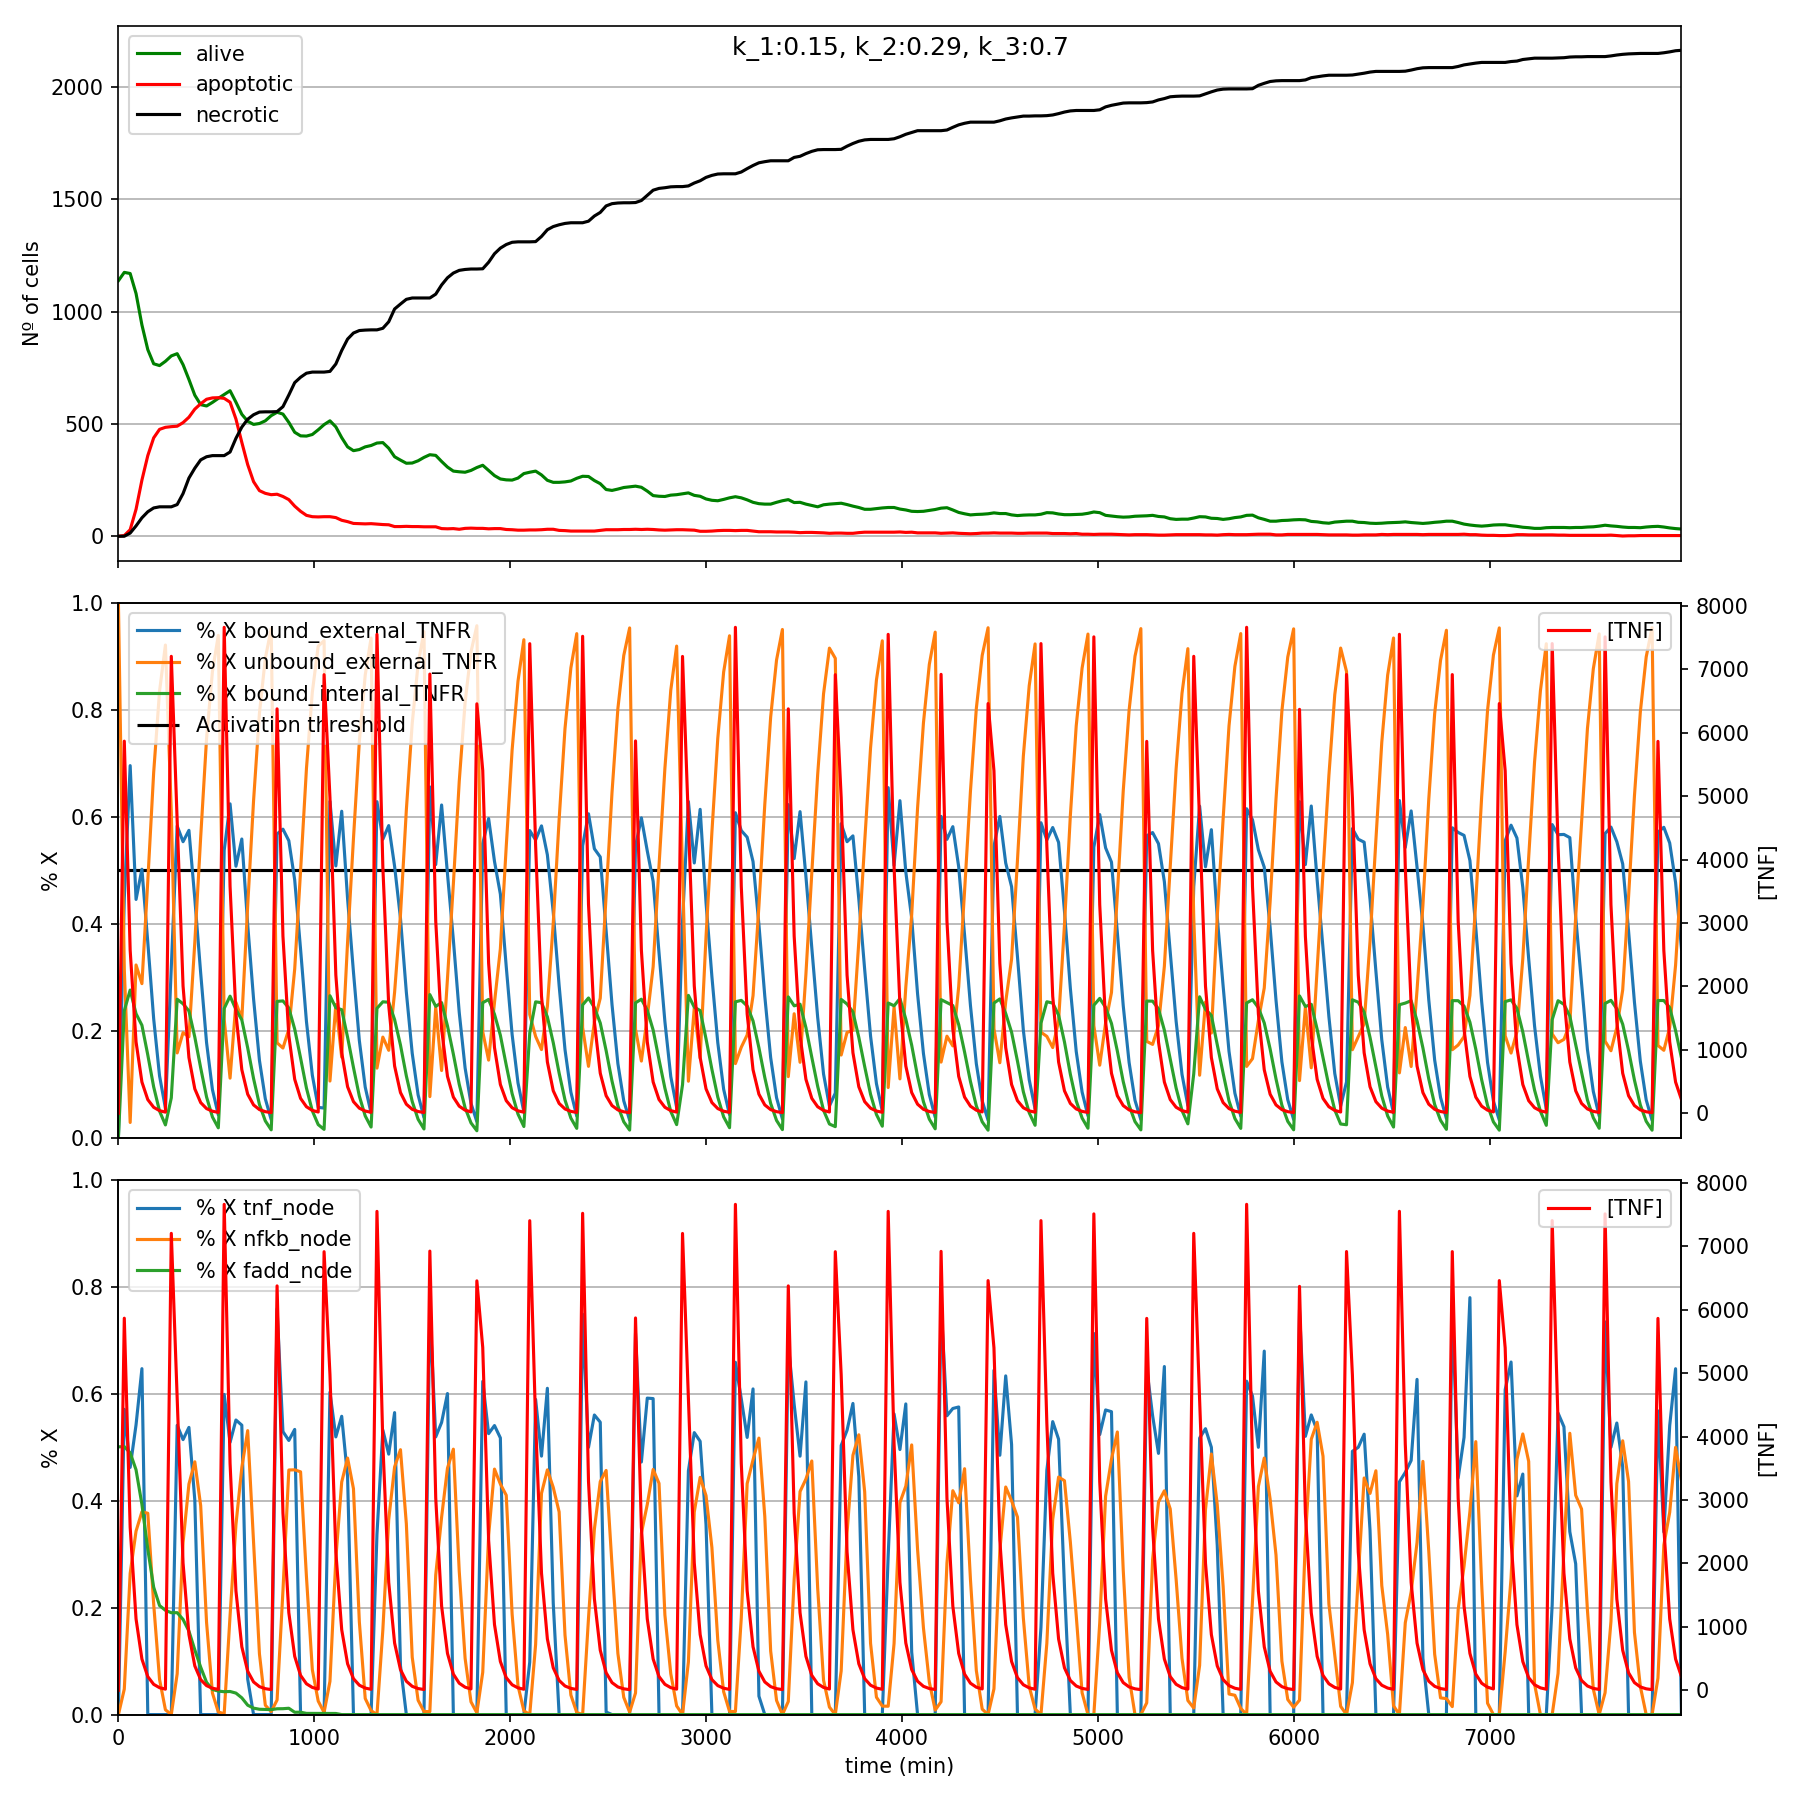 k_1:0.15, k_2:0.29, k_3:0.7
alive
apoptotic
necrotic
2000
1500
1000
500
0
Nº of cells
1.0
0.8
0.6
0.4
0.2
0.0
% X
% X bound_external_TNFR
% X unbound_external_TNFR
% X bound_internal_TNFR
Activation threshold
[TNF]
8000
7000
6000
5000
4000
3000
2000
1000
0
[TNF]
1.0
0.8
0.6
0.4
0.2
0.0
% X
% X tnf_node
% X nfkb_node
% X fadd_node
[TNF]
8000
7000
6000
5000
4000
3000
2000
1000
0
[TNF]
0 1000 2000 3000 4000 5000 6000 7000
time (min)